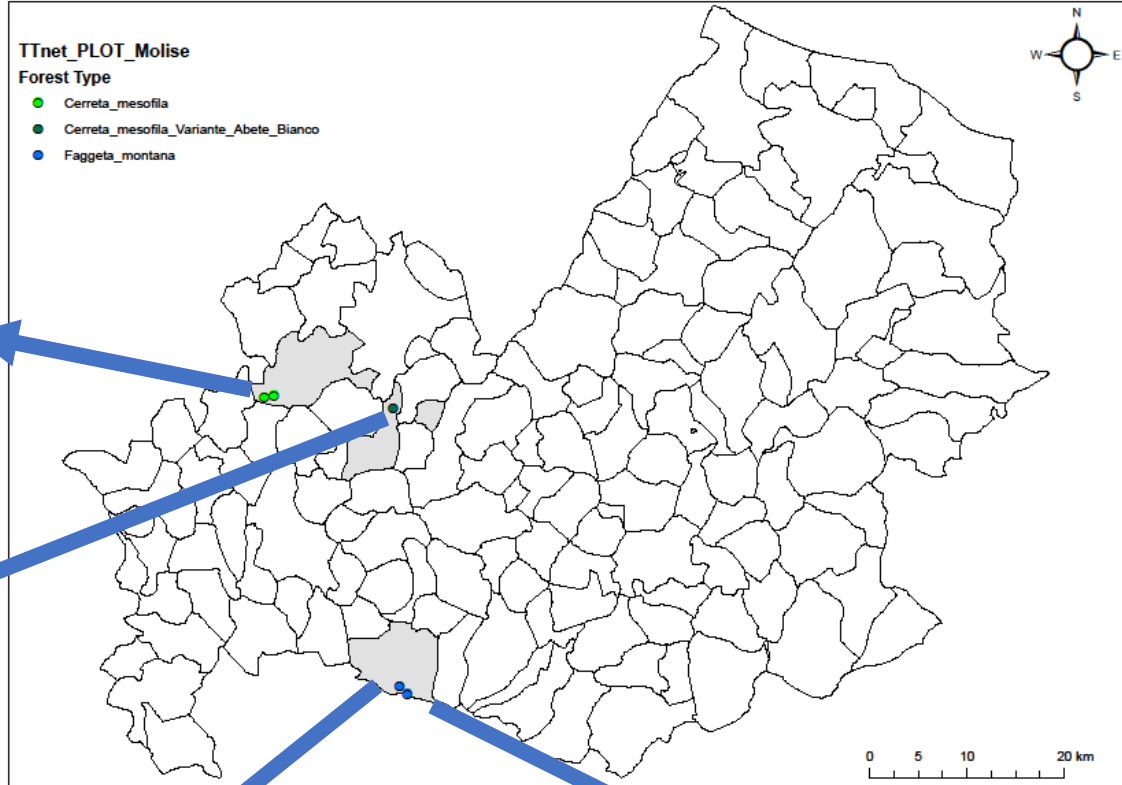 TTnet_PLOT_Molise
Forest Type
Cerreta_mesofila
Cerreta_mesofila_Variante_Abete_Bianco
Faggeta_montana
N
W E
S
0 5 10 20 km